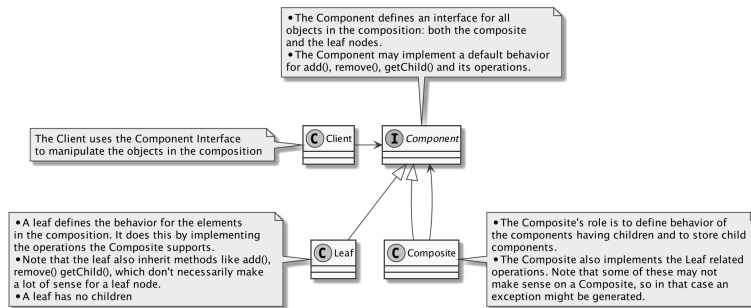 • The Component defines an interface for all
objects in the composition: both the composite
and the leaf nodes.
• The Component may implement a default behavior
for add(), remove(), getChild() and its operations.
The Client uses the Component Interface
to manipulate the objects in the composition
C Client
I Component
• A leaf defines the behavior for the elements
in the composition. It does this by implementing
the operations the Composite supports.
• Note that the leaf also inherit methods like add(),
remove() getChild(), which don't necessarily make
a lot of sense for a leaf node.
• A leaf has no children
C Leaf
C Composite
• The Composite's role is to define behavior of
the components having children and to store child
components.
• The Composite also implements the Leaf related
operations. Note that some of these may not
make sense on a Composite, so in that case an
exception might be generated.